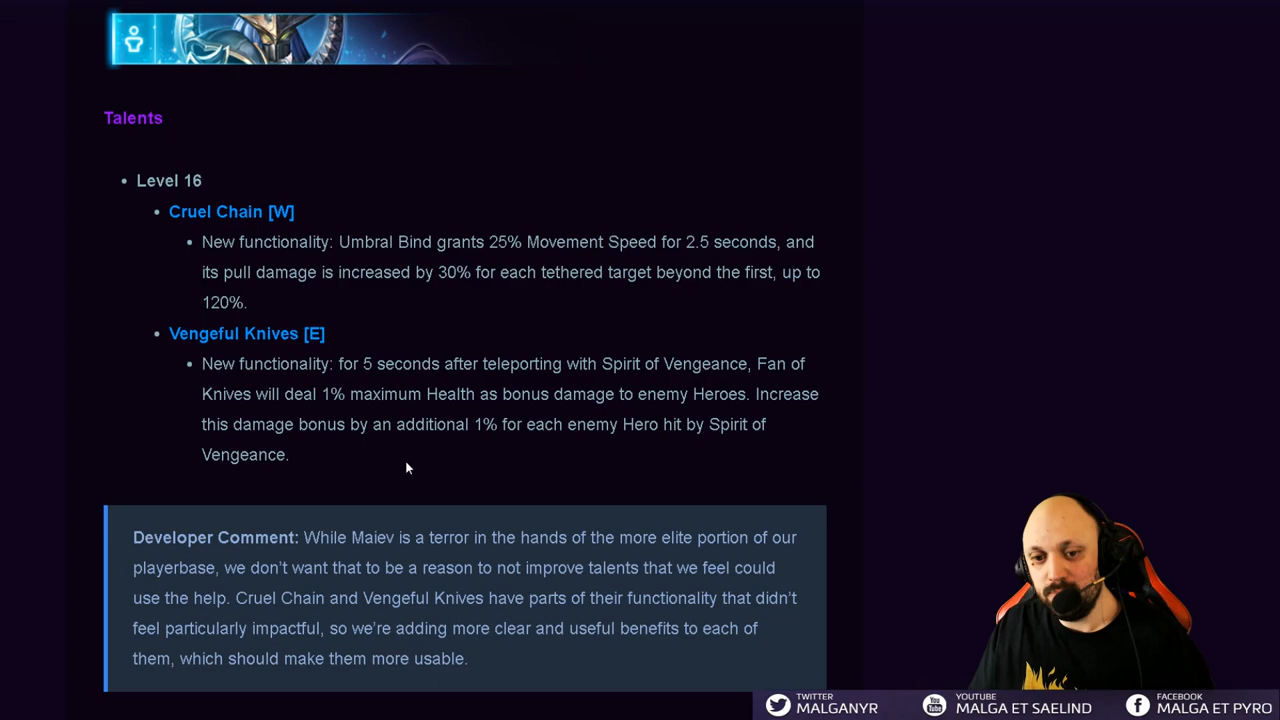 Talents
Level 16
Cruel Chain [W]
New functionality: Umbral Bind grants 25% Movement Speed for 2.5 seconds, and
its pull damage is increased by 30% for each tethered target beyond the first, up to
120%.
Vengeful Knives [E]
New functionality: for 5 seconds after teleporting with Spirit of Vengeance, Fan of
Knives will deal 1% maximum Health as bonus damage to enemy Heroes. Increase
this damage bonus by an additional 1% for each enemy Hero hit by Spirit of
Vengeance.
Developer Comment: While Maiev is a terror in the hands of the more elite portion of our
playerbase, we don't want that to be a reason to not improve talents that we feel could
use the help. Cruel Chain and Vengeful Knives have parts of their functionality that didn't
feel particularly impactful, so we're adding more clear and useful benefits to each of
them, which should make them more usable.
TWITTER
MALGANYR
YOUTUBE
MALGA ET SAELIND
FACEBOOK
MALGA ET PYRO